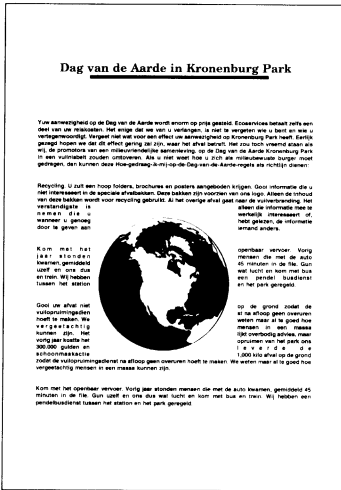 Dag van de Aarde in Kronenburg Park
Yuw aanwezigheid op de Dag van de Aarde wordt enorm op prijs gesteld. Ecoservices betaalt zelfs een
deel van uw reiskosten. Het enige dat we van u verlangen, is niet te vergeten wie u bent en wie u
vertegenwoordigt. Vergeet niet wat voor een effect uw aanwezigheid op Kronenburg Park heeft. Eerlijk
gezegd hopen we dat dit effect gering zal zijn, waar het afval betreft. Het zou toch vreemd staan als
wij, de promotors van een milieuvriendelijke samenleving, op de Dag van de Aarde Kronenburg Park
in een vuilnisbelt zouden omtoveren. Als u niet weet hoe u zich als milieubewuste burger moet
gedragen, dan kunnen deze Hoe-gedraag-ik-mij-op-de-Dag-van-de-Aarde-regels als richtlijn dienen:
Recycling. U zult een hoop folders, brochures en posters aangeboden krijgen. Gooi informatie die u
niet interesseert in de speciale afvalbakken. Deze bakken zijn voorzien van ons logo. Alleen de inhoud
van deze bakken wordt voor recycling gebruikt. Al het overige afval gaat naar de vuilverbranding. Het
verstandigste is alleen die informatie mee te
nemen die u werkelijk interesseert of,
wanneer u genoeg hebt gelezen, de informatie
door te geven aan iemand anders.
Kom met het openbaar vervoer. Vorig
jaar stonden mensen die met de auto
kwamen, gemiddeld 45 minuten in de file. Gun
uzelf en ons dus wat lucht en kom met bus
en trein. Wij hebben een pendel busdienst
tussen het station en het park geregeld.
Gooi uw afval niet op de grond zodat de
vuilopruimingsdien st na afloop geen overuren
hoeft te maken. We weten maar al te goed hoe
vergeetachtig mensen in een massa
kunnen zijn. Het lijkt overbodig advies, maar
vorig jaar kostte het opruimen van het park ons
300.000 gulden en leverde de
schoonmaakactie 1,000 kilo afval op de grond
zodat de vuilopruimingsdienst na afloop geen overuren hoeft te maken. We weten maar al te goed hoe
vergeetachtig mensen in een massa kunnen zijn.
Kom met het openbaar vervoer. Vorig jaar stonden mensen die met de auto kwamen, gemiddeld 45
minuten in de file. Gun uzelf en ons dus wat lucht en kom met bus en trein. Wij hebben een
pendelbusdienst tussen het station en het park geregeld.